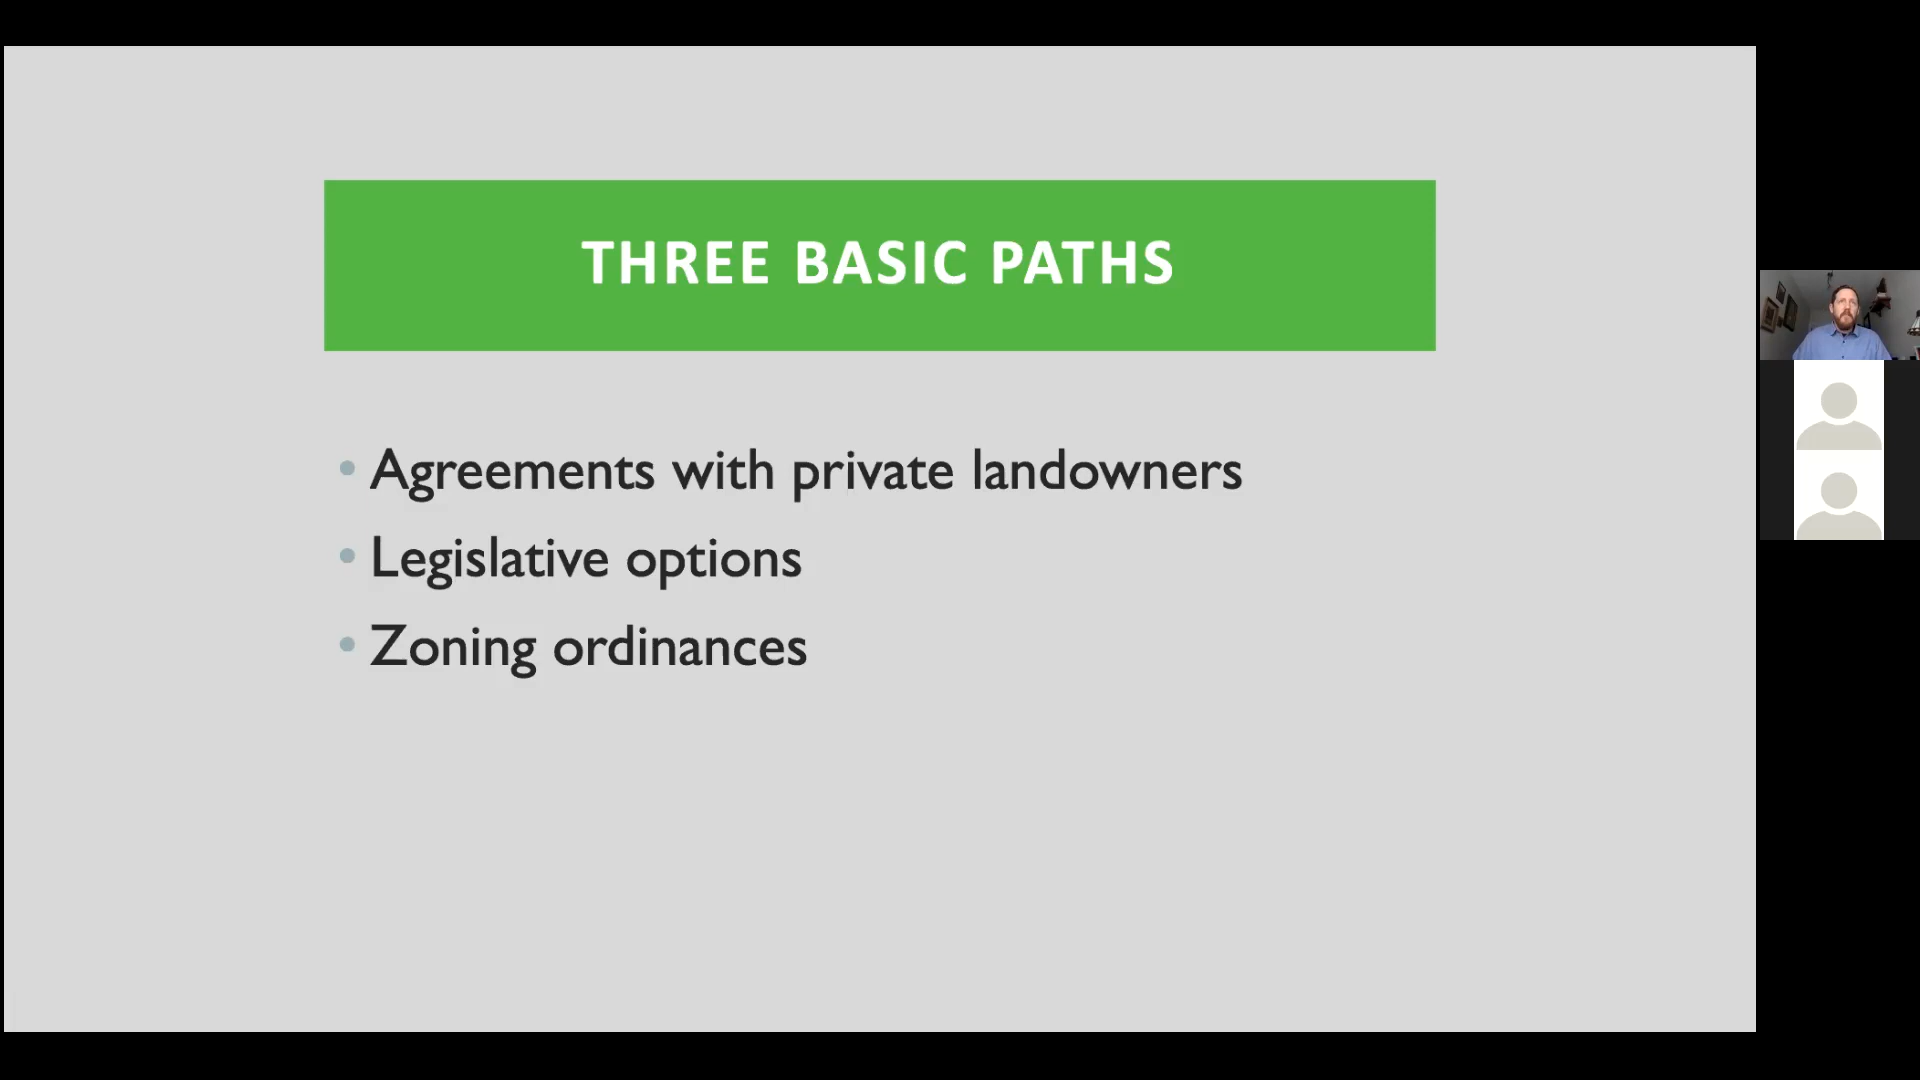 THREE BASIC PATHS
• Agreements with private landowners
• Legislative options
• Zoning ordinances